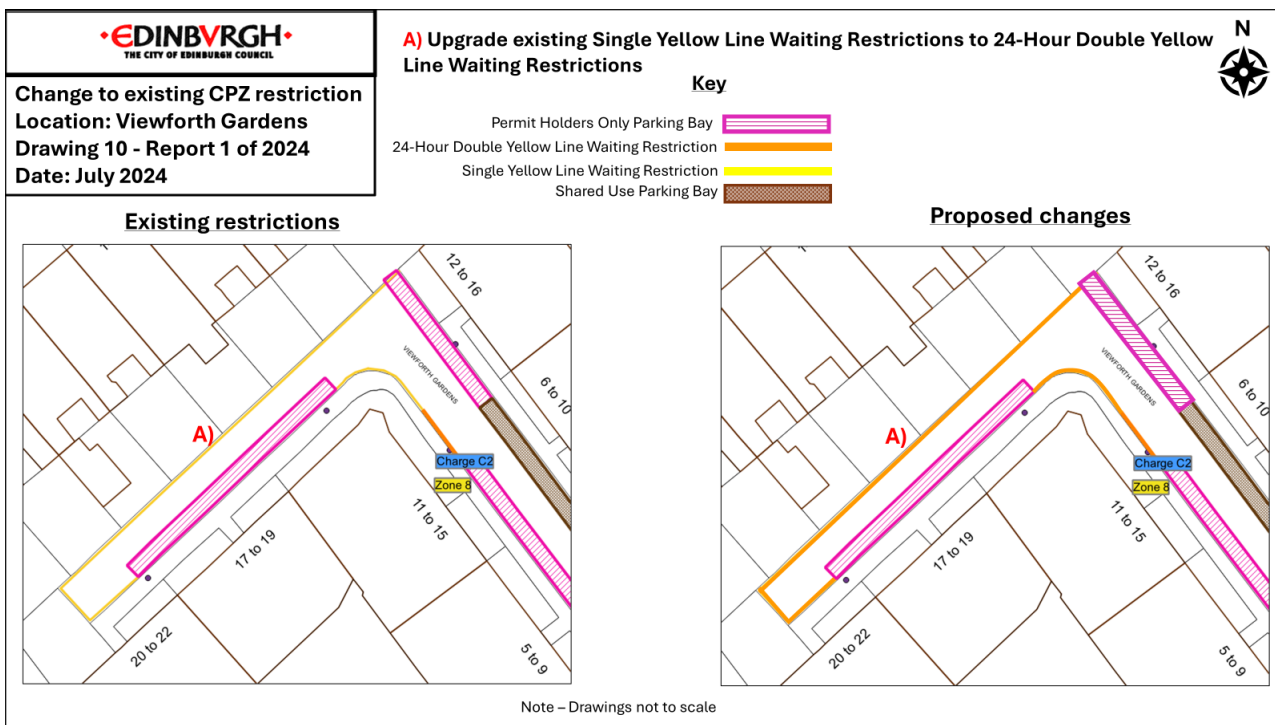 EDINBVRGH
THE CITY OF EDINBURGH COUNCIL
Change to existing CPZ restriction
Location: Viewforth Gardens
Drawing 10 - Report 1 of 2024
Date: July 2024
A) Upgrade existing Single Yellow Line Waiting Restrictions to 24-Hour Double Yellow
Line Waiting Restrictions
N
Key
Permit Holders Only Parking Bay
24-Hour Double Yellow Line Waiting Restriction
Single Yellow Line Waiting Restriction
Shared Use Parking Bay
Existing restrictions
12 to 16
VIEWFORTH GARDENS
6 to 10
A)
Charge C2
Zone 8
11 to 15
17 to 19
20 to 22
5 to 9
Proposed changes
12 to 16
VIEWFORTH GARDENS
6 to 10
A)
Charge C2
Zone 8
11 to 15
17 to 19
20 to 22
5 to 9
Note – Drawings not to scale